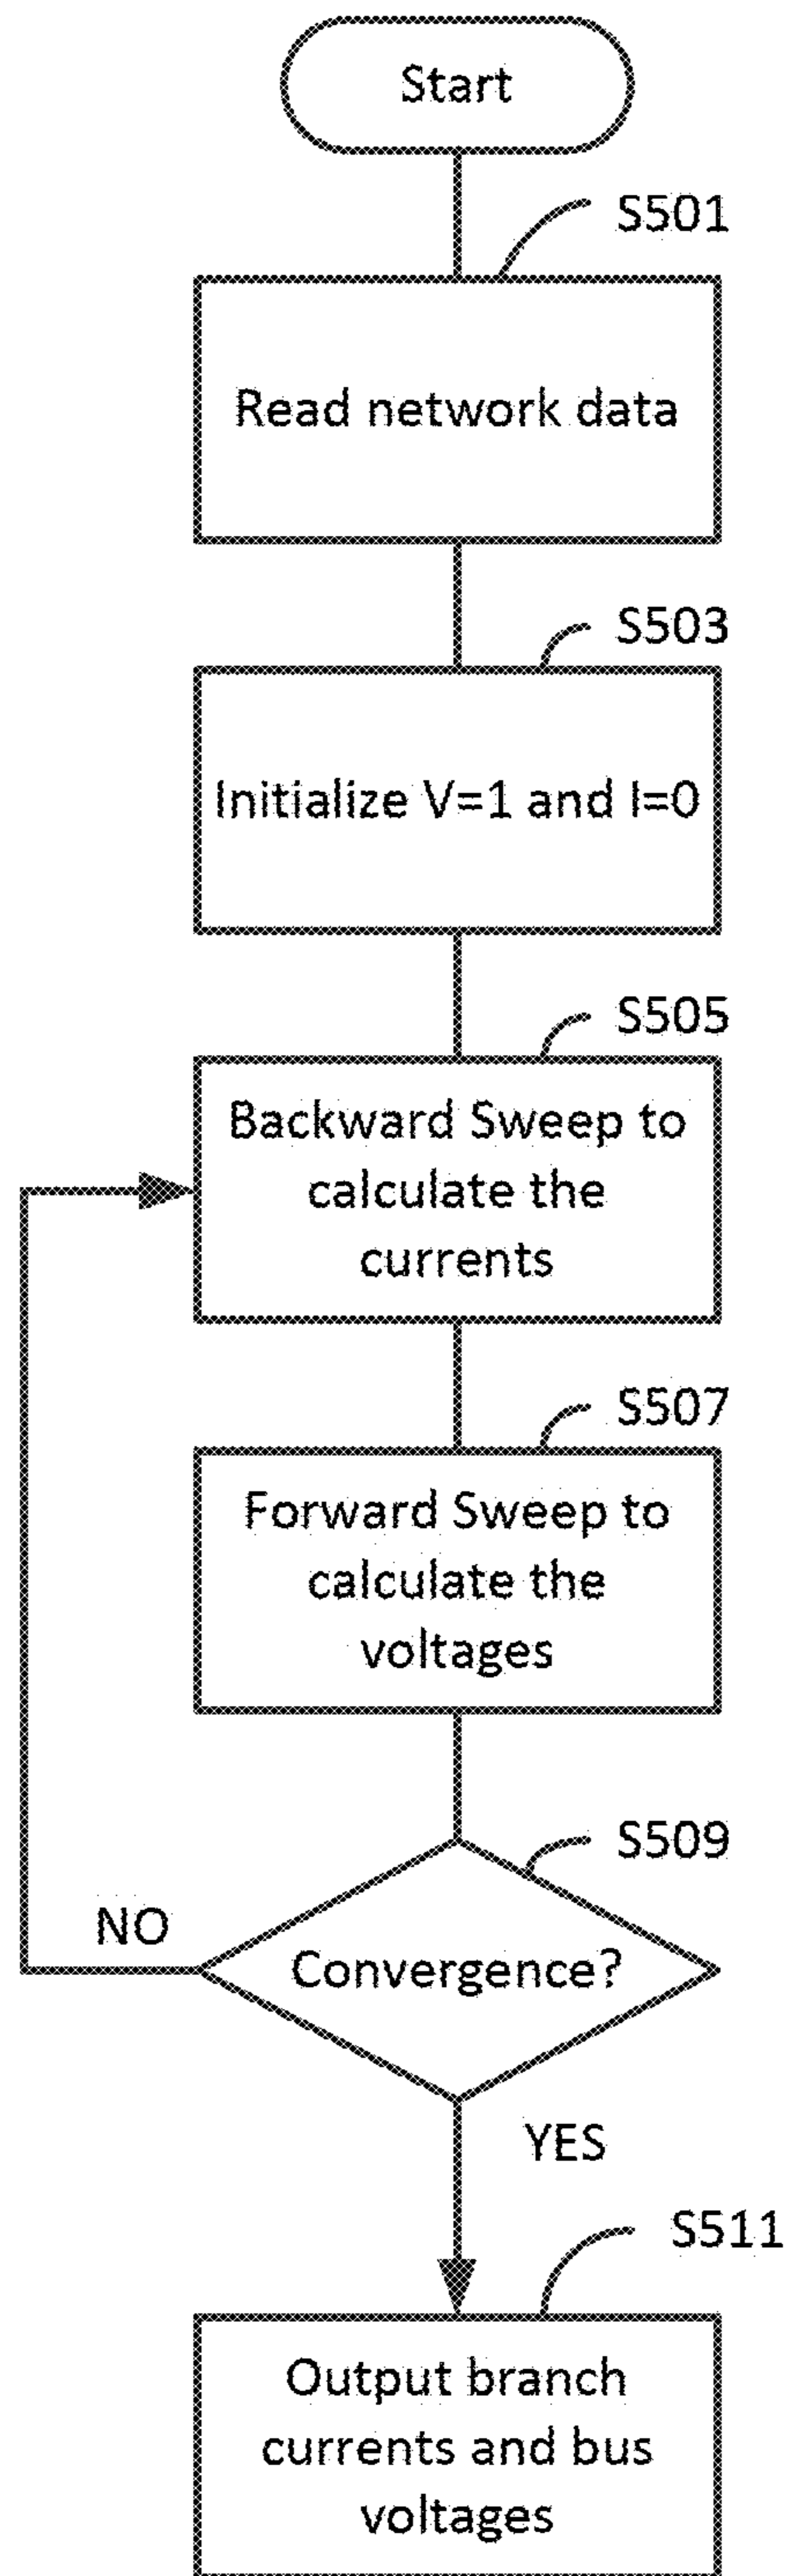 Start
S501
Read network data
S503
Initialize V=1 and I=0
S505
Backward Sweep to
calculate the
currents
S507
Forward Sweep to
calculate the
voltages
S509
NO
Convergence?
YES
S511
Output branch
currents and bus
voltages